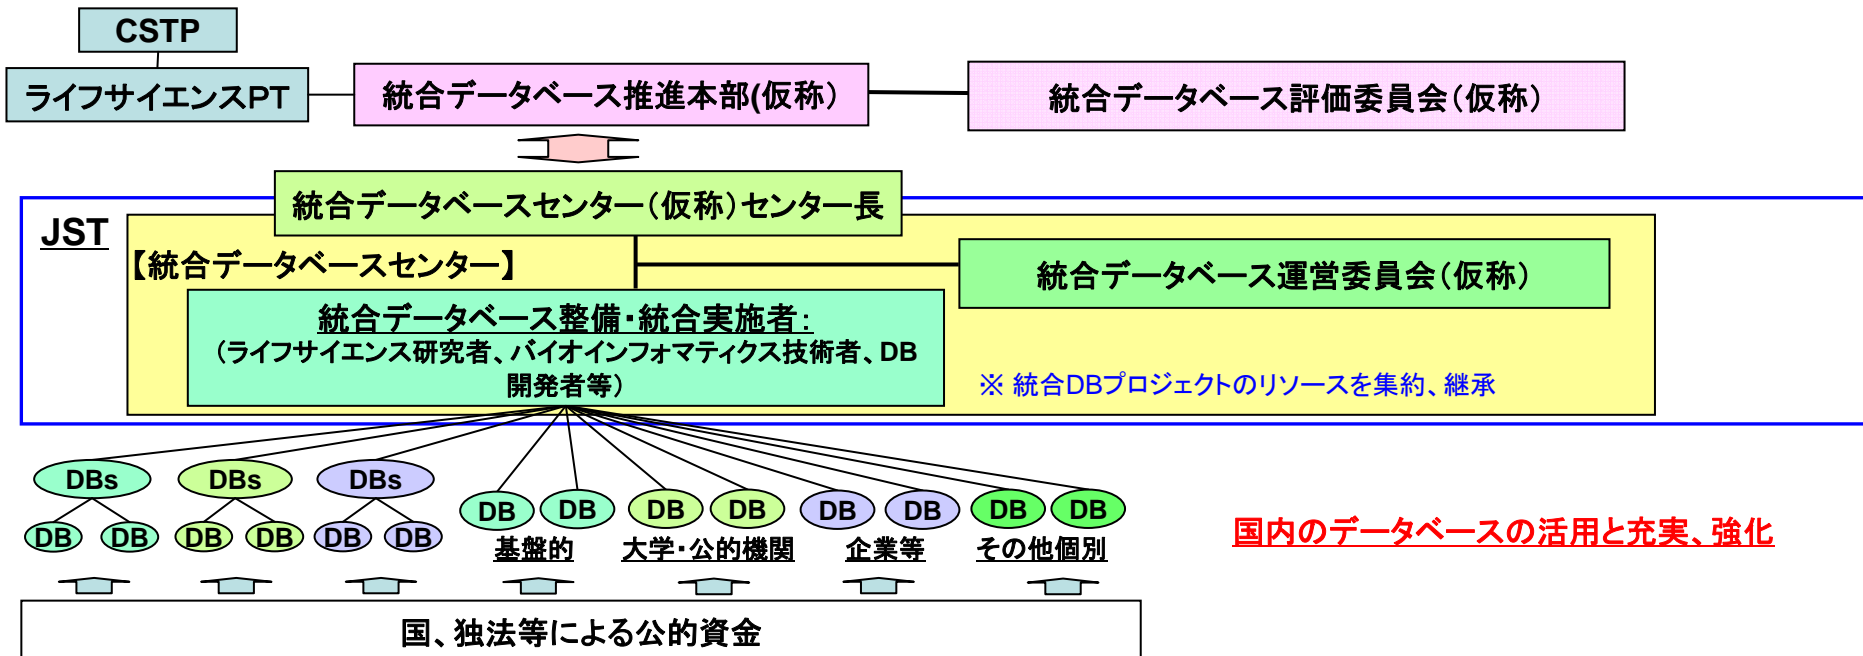 CSTP
ライフサイエンスPT
統合データベース推進本部(仮称）
統合データベース評価委員会（仮称）
統合データベースセンター（仮称）センター長
JST
【統合データベースセンター】
統合データベース運営委員会（仮称）
統合データベース整備・統合実施者：
（ライフサイエンス研究者、バイオインフォマティクス技術者、DB
開発者等）
※ 統合DBプロジェクトのリソースを集約、継承
DBs DBs DBs
DB DB DB DB DB DB DB DB
DB DB DB DB DB DB
基盤的 大学・公的機関 企業等 その他個別
国内のデータベースの活用と充実、強化
国、独法等による公的資金